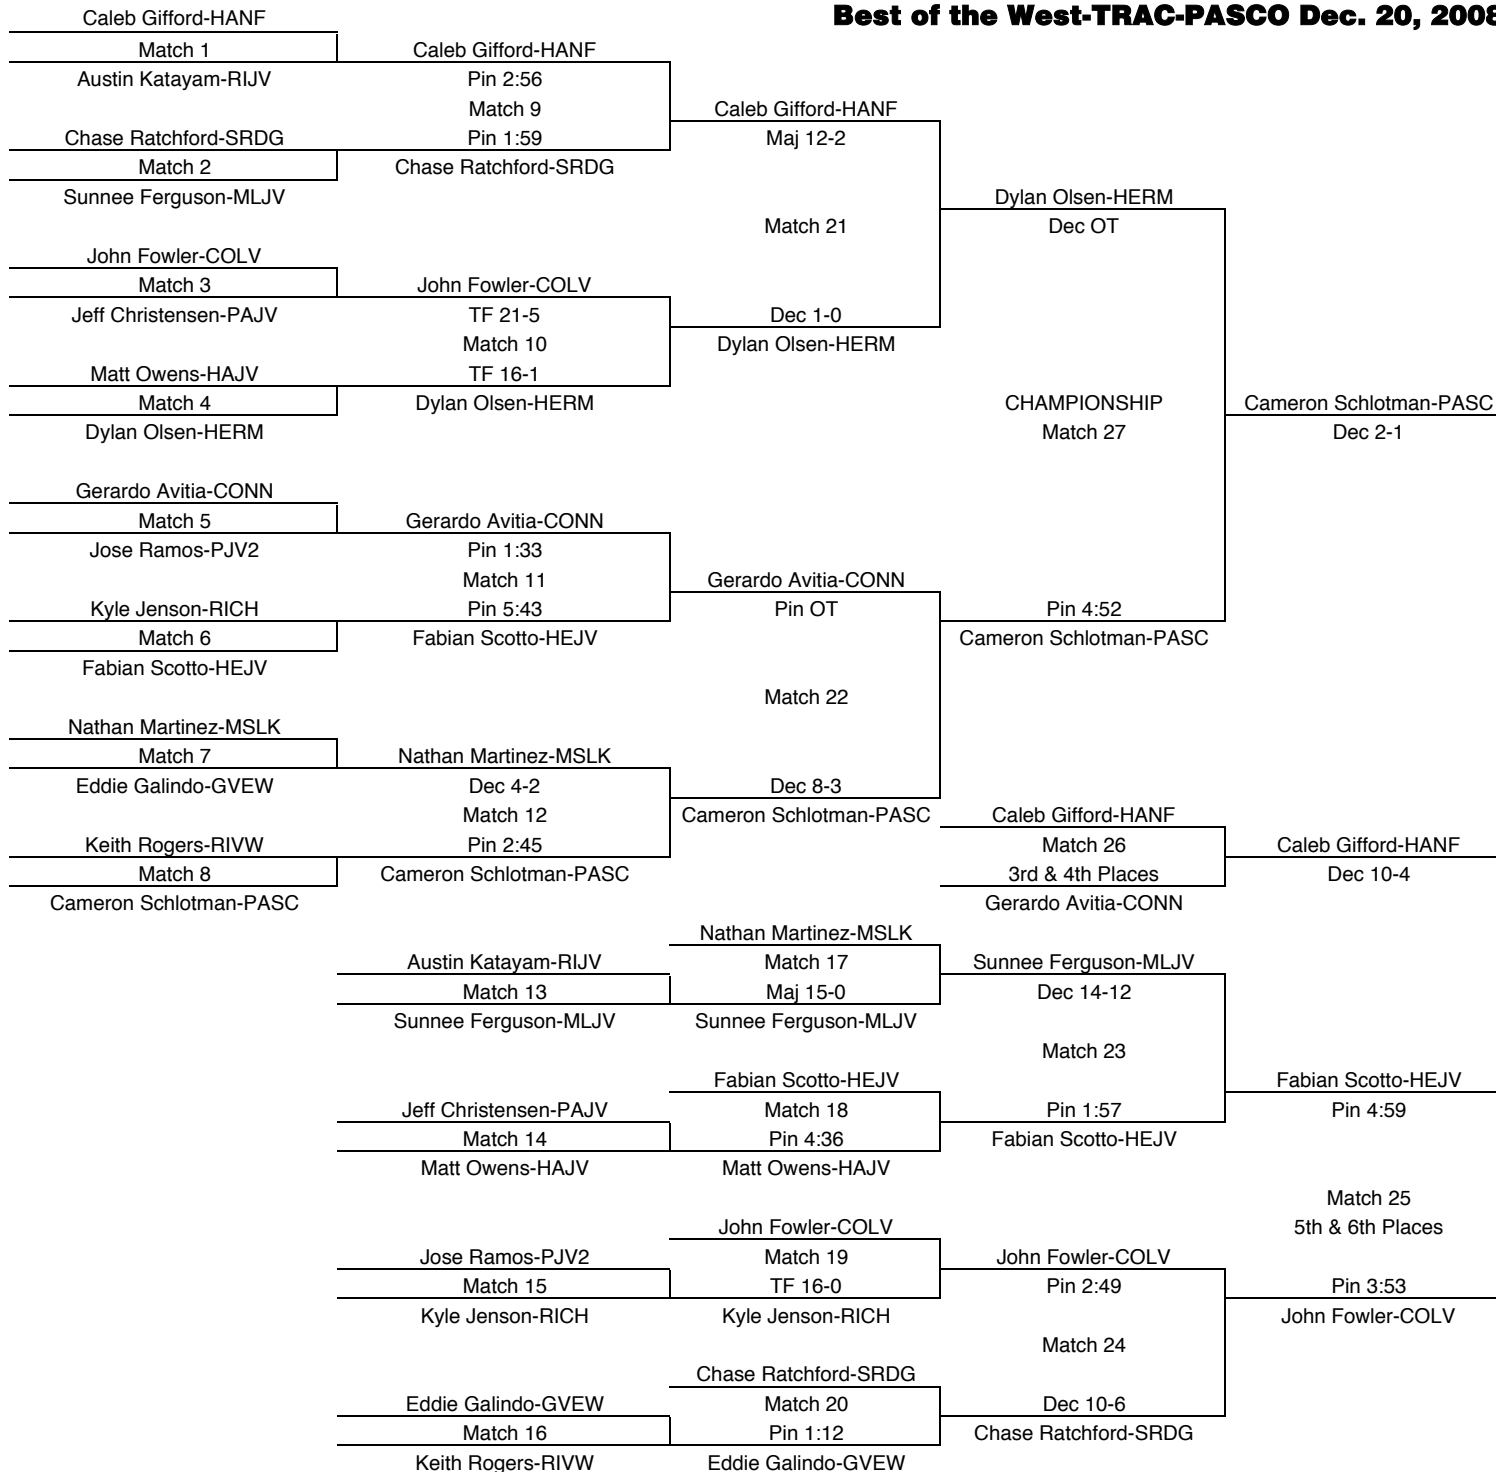 Best of the West-TRAC-PASCO Dec. 20, 2008
Caleb Gifford-HANF
Match 1
Austin Katayam-RIJV
Chase Ratchford-SRDG
Match 2
Sunnee Ferguson-MLJV
John Fowler-COLV
Match 3
Jeff Christensen-PAJV
Matt Owens-HAJV
Match 4
Dylan Olsen-HERM
Gerardo Avitia-CONN
Match 5
Jose Ramos-PJV2
Kyle Jenson-RICH
Match 6
Fabian Scotto-HEJV
Nathan Martinez-MSLK
Match 7
Eddie Galindo-GVEW
Keith Rogers-RIVW
Match 8
Cameron Schlotman-PASC
Caleb Gifford-HANF
Pin 2:56
Match 9
Pin 1:59
Chase Ratchford-SRDG
John Fowler-COLV
TF 21-5
Match 10
TF 16-1
Dylan Olsen-HERM
Gerardo Avitia-CONN
Pin 1:33
Match 11
Pin 5:43
Fabian Scotto-HEJV
Nathan Martinez-MSLK
Dec 4-2
Match 12
Pin 2:45
Cameron Schlotman-PASC
Caleb Gifford-HANF
Maj 12-2
Match 21
Dec 1-0
Dylan Olsen-HERM
Gerardo Avitia-CONN
Pin OT
Match 22
Dec 8-3
Cameron Schlotman-PASC
Dylan Olsen-HERM
Dec OT
CHAMPIONSHIP
Match 27
Pin 4:52
Cameron Schlotman-PASC
Cameron Schlotman-PASC
Dec 2-1
Caleb Gifford-HANF
Match 26
3rd & 4th Places
Gerardo Avitia-CONN
Caleb Gifford-HANF
Dec 10-4
Austin Katayam-RIJV
Match 13
Sunnee Ferguson-MLJV
Jeff Christensen-PAJV
Match 14
Matt Owens-HAJV
Jose Ramos-PJV2
Match 15
Kyle Jenson-RICH
Eddie Galindo-GVEW
Match 16
Keith Rogers-RIVW
Nathan Martinez-MSLK
Match 17
Maj 15-0
Sunnee Ferguson-MLJV
Fabian Scotto-HEJV
Match 18
Pin 4:36
Matt Owens-HAJV
John Fowler-COLV
Match 19
TF 16-0
Kyle Jenson-RICH
Chase Ratchford-SRDG
Match 20
Pin 1:12
Eddie Galindo-GVEW
Sunnee Ferguson-MLJV
Dec 14-12
Match 23
Pin 1:57
Fabian Scotto-HEJV
John Fowler-COLV
Pin 2:49
Match 24
Dec 10-6
Chase Ratchford-SRDG
Fabian Scotto-HEJV
Pin 4:59
Match 25
5th & 6th Places
Pin 3:53
John Fowler-COLV